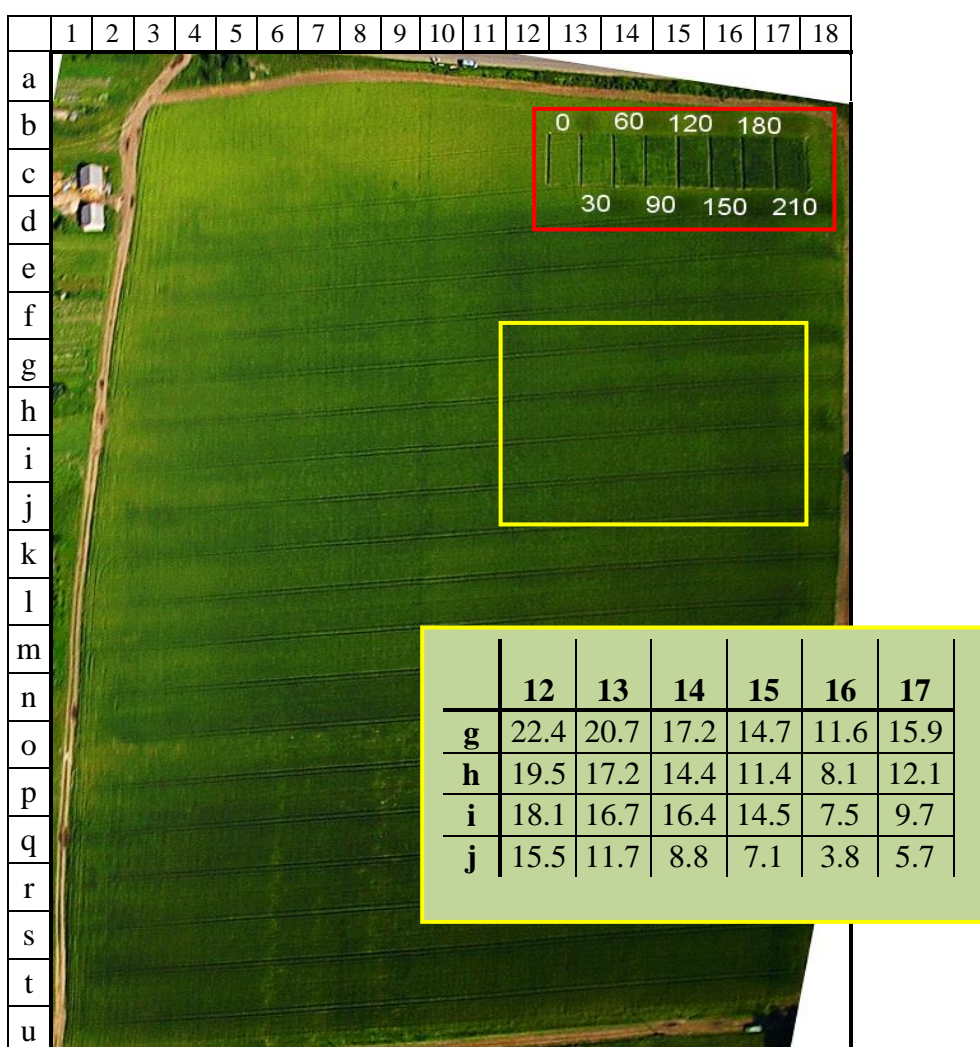 1 2 3 4 5 6 7 8 9 10 11 12 13 14 15 16 17 18
a
b
c
d
e
f
g
h
i
j
k
l
m
n
o
p
q
r
s
t
u
0 60 120 180
30 90 150 210
12 13 14 15 16 17
g 22.4 20.7 17.2 14.7 11.6 15.9
h 19.5 17.2 14.4 11.4 8.1 12.1
i 18.1 16.7 16.4 14.5 7.5 9.7
j 15.5 11.7 8.8 7.1 3.8 5.7